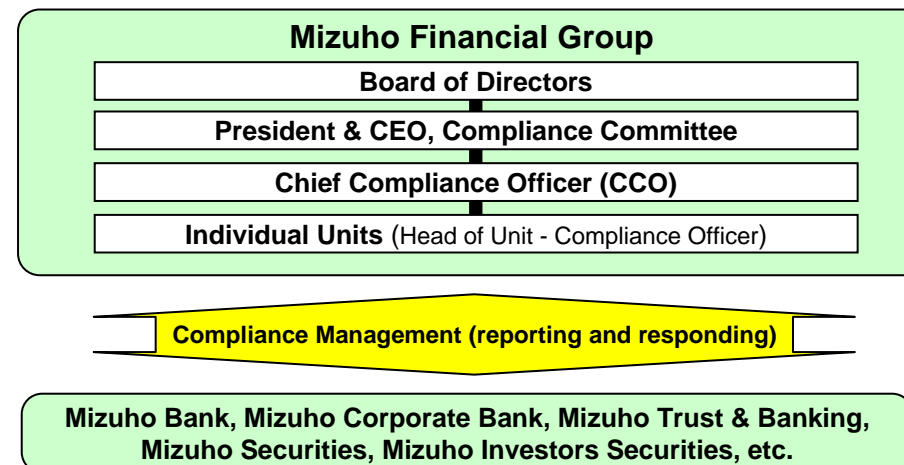 Mizuho Financial Group
Board of Directors
President & CEO, Compliance Committee
Chief Compliance Officer (CCO)
Individual Units (Head of Unit - Compliance Officer)
Compliance Management (reporting and responding)
Mizuho Bank, Mizuho Corporate Bank, Mizuho Trust & Banking,
Mizuho Securities, Mizuho Investors Securities, etc.